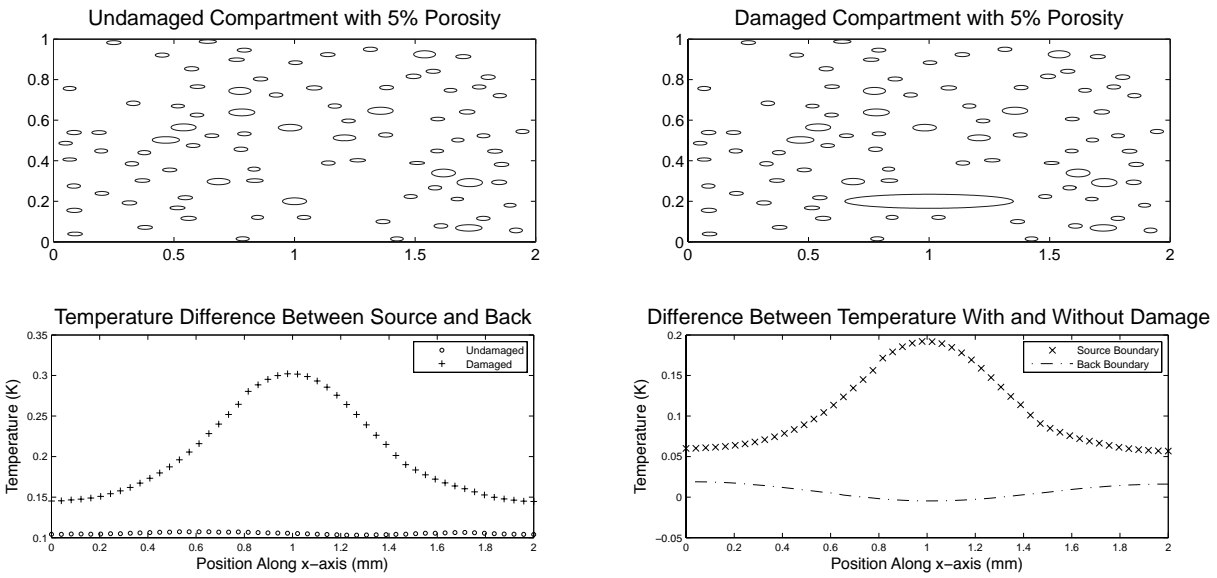 Undamaged Compartment with 5% Porosity
1
0.8
0.6
0.4
0.2
0
0 0.5 1 1.5 2
Damaged Compartment with 5% Porosity
1
0.8
0.6
0.4
0.2
0
0 0.5 1 1.5 2
Temperature Difference Between Source and Back
0.35
0.3
0.25
0.2
0.15
0.1
Temperature (K)
Undamaged
Damaged
0 0.2 0.4 0.6 0.8 1 1.2 1.4 1.6 1.8 2
Position Along x−axis (mm)
Difference Between Temperature With and Without Damage
0.2
0.15
0.1
0.05
0
−0.05
Temperature (K)
Source Boundary
Back Boundary
0 0.2 0.4 0.6 0.8 1 1.2 1.4 1.6 1.8 2
Position Along x−axis (mm)